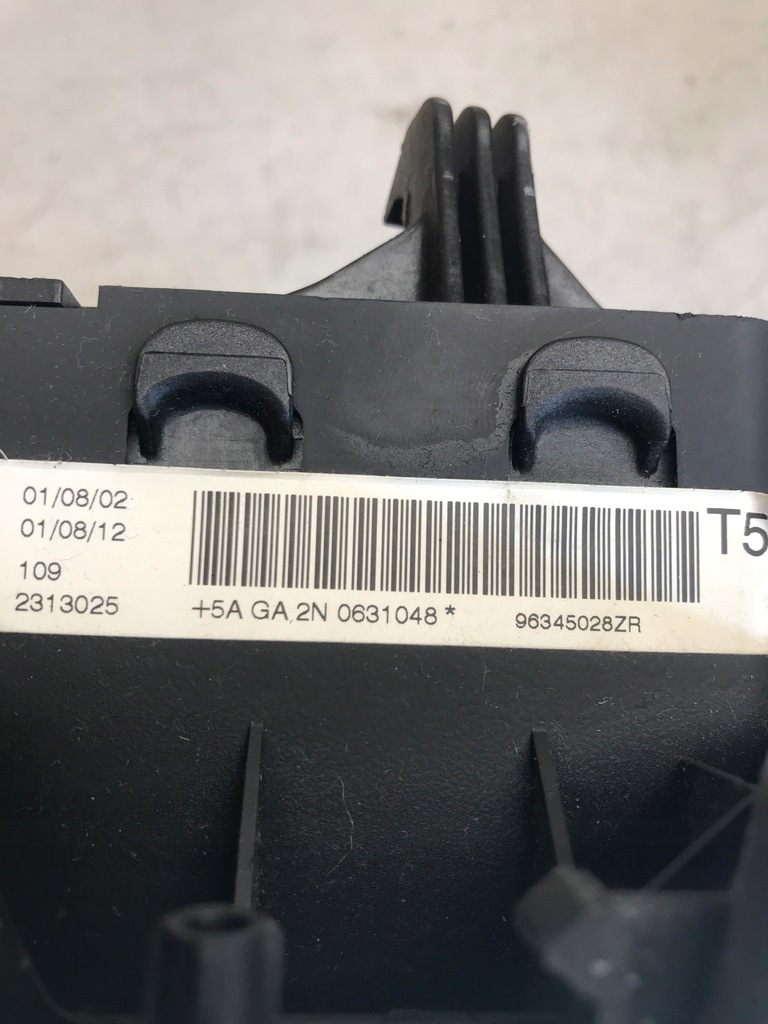 01/08/02
01/08/12
109
2313025
+5A GA 2N 0631048 *
96345028ZR
T5